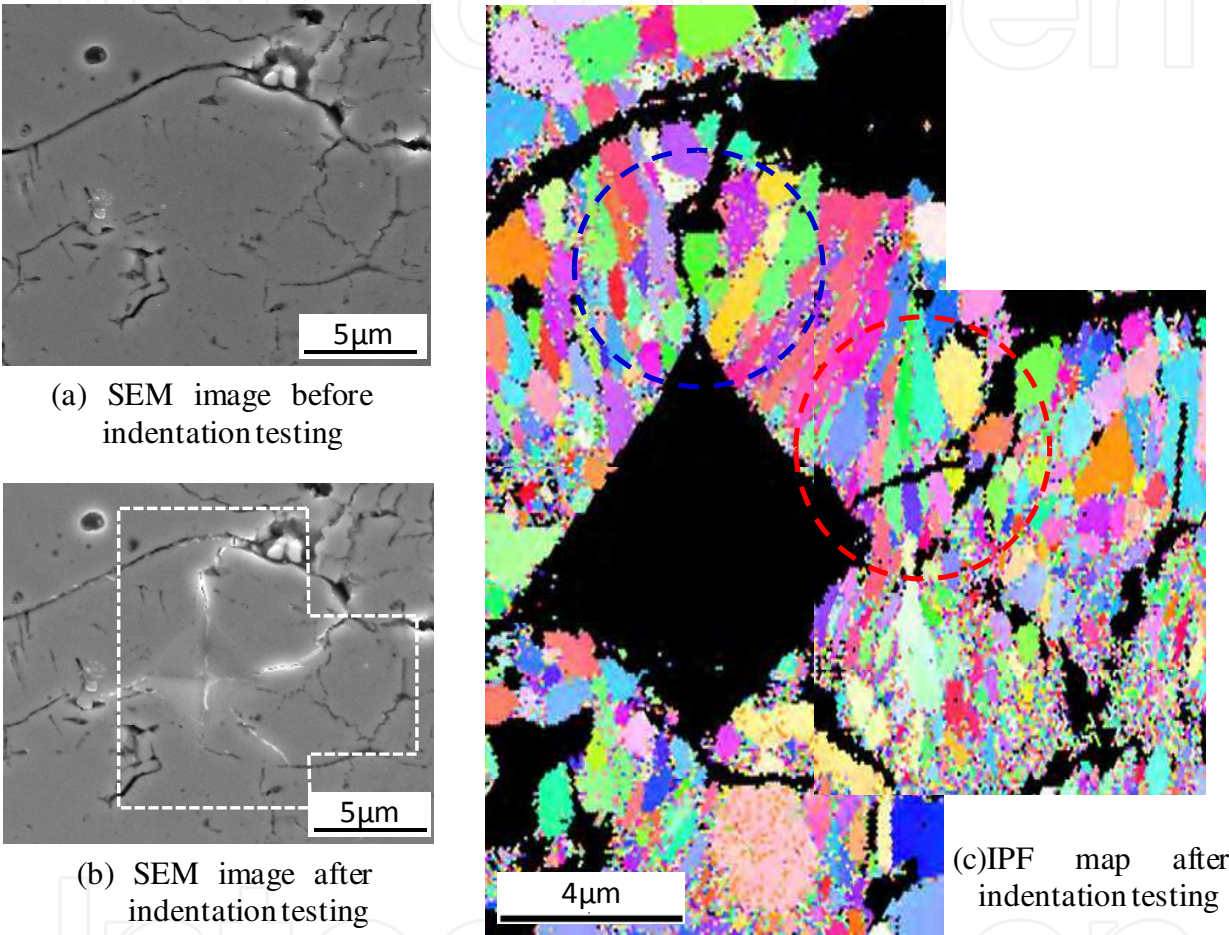 5μm
(a) SEM image before
indentation testing
5μm
(b) SEM image after
indentation testing
4μm
(c)IPF map after
indentation testing